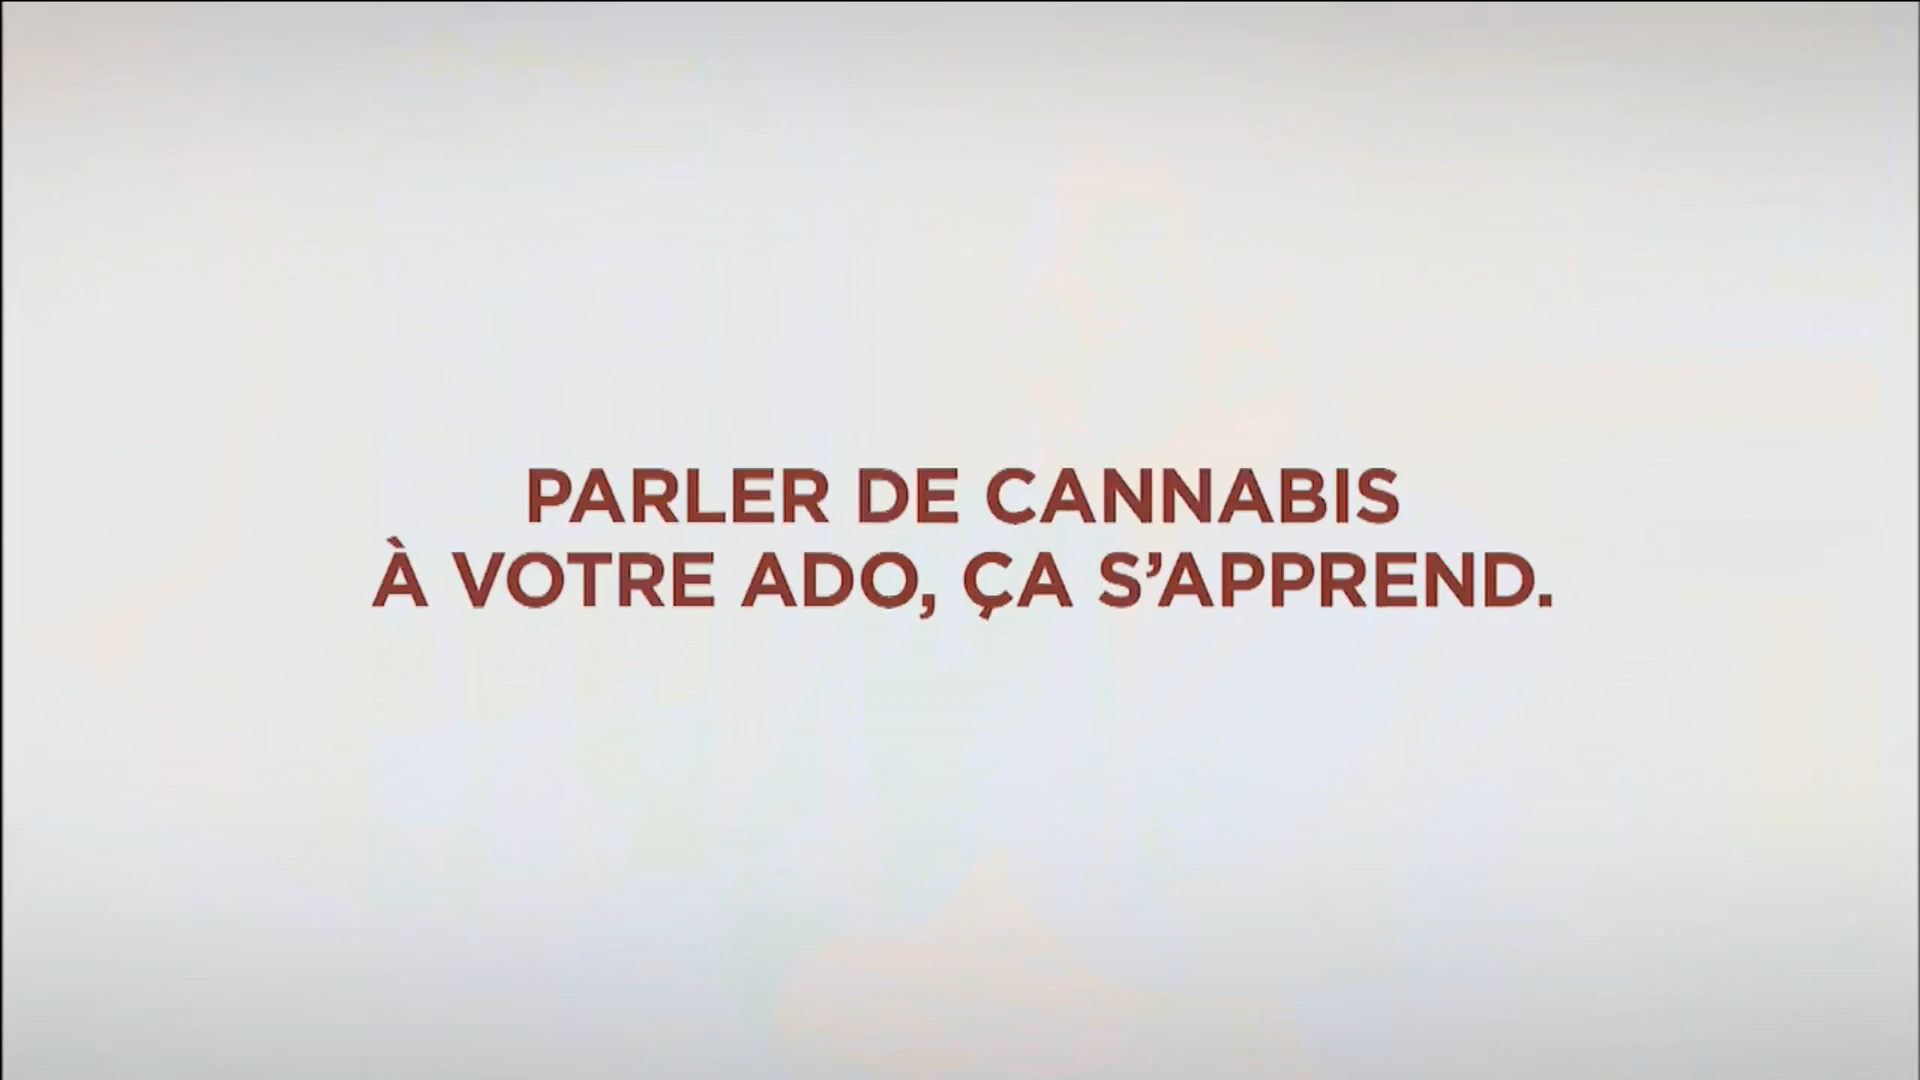 PARLER DE CANNABIS
À VOTRE ADO, ÇA S'APPREND.